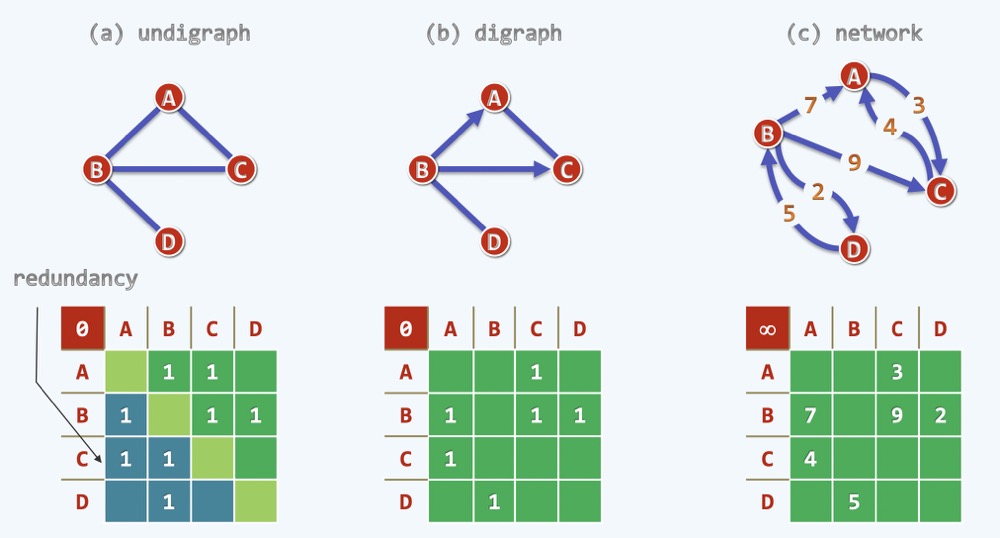 (a) undigraph (b) digraph (c) network
A A A
7 3
4
B B C B
C 9
2 C
5
D D D
redundancy
0 A B C D 0 A B C D ∞ A B C D
A 1 1 A 1 A 3
B 1 1 1 B 1 1 1 B 7 9 2
C 1 1 C 1 C 4
D 1 D 1 D 5